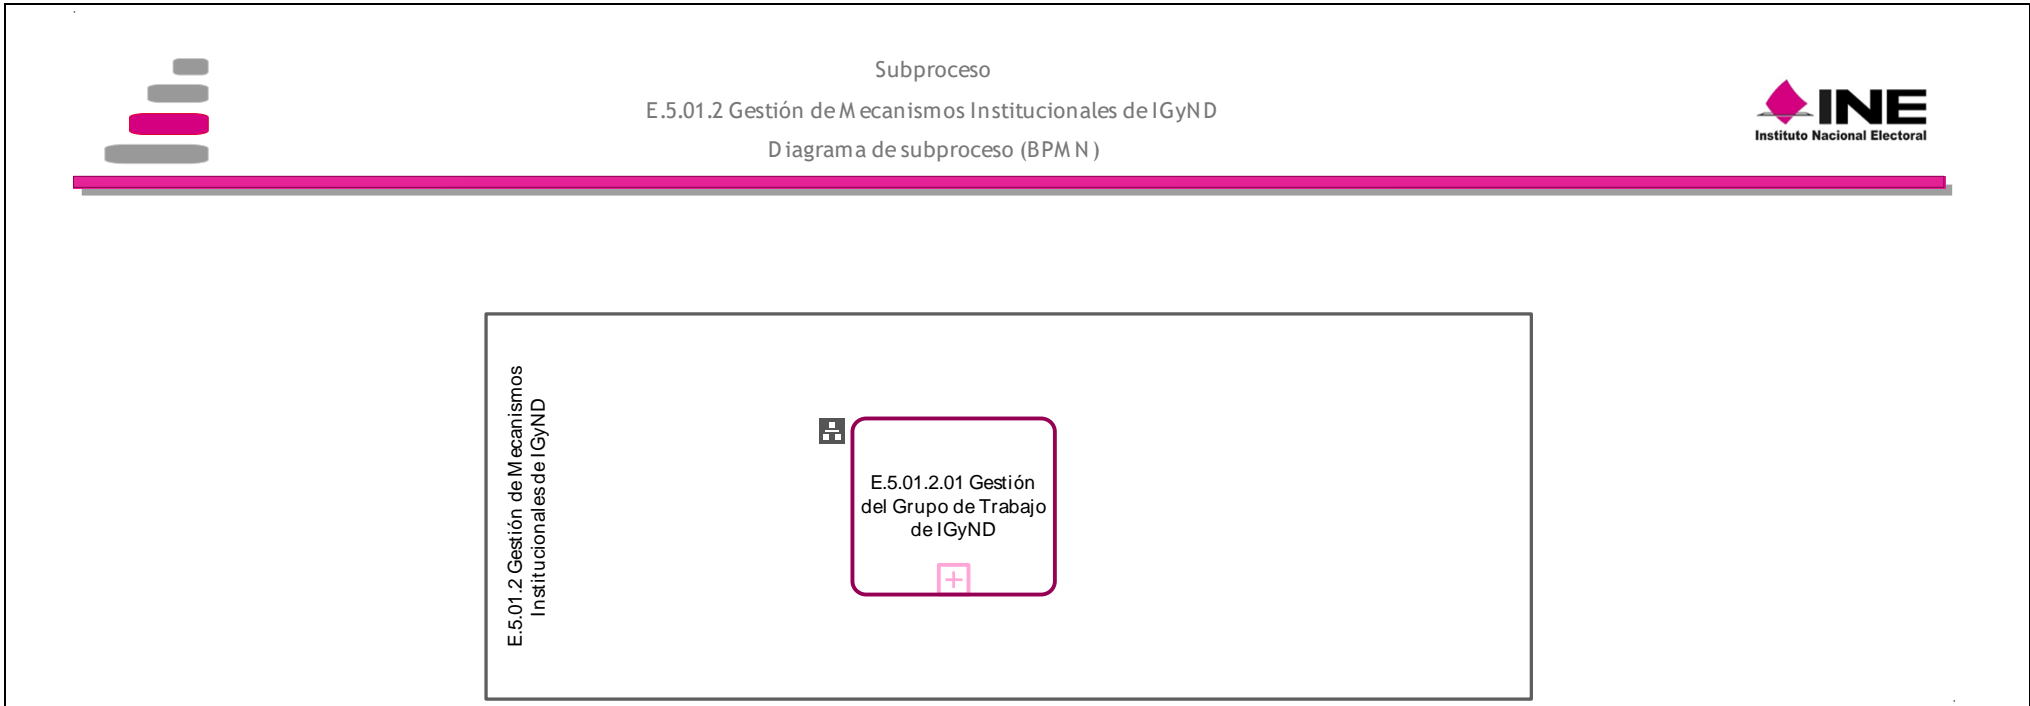 Subproceso
E.5.01.2 Gestión de Mecanismos Institucionales de IGyND
Diagrama de subproceso (BPMN)
INE
Instituto Nacional Electoral
E.5.01.2 Gestión de Mecanismos
Institucionales de IGyND
E.5.01.2.01 Gestión
del Grupo de Trabajo
de IGyND